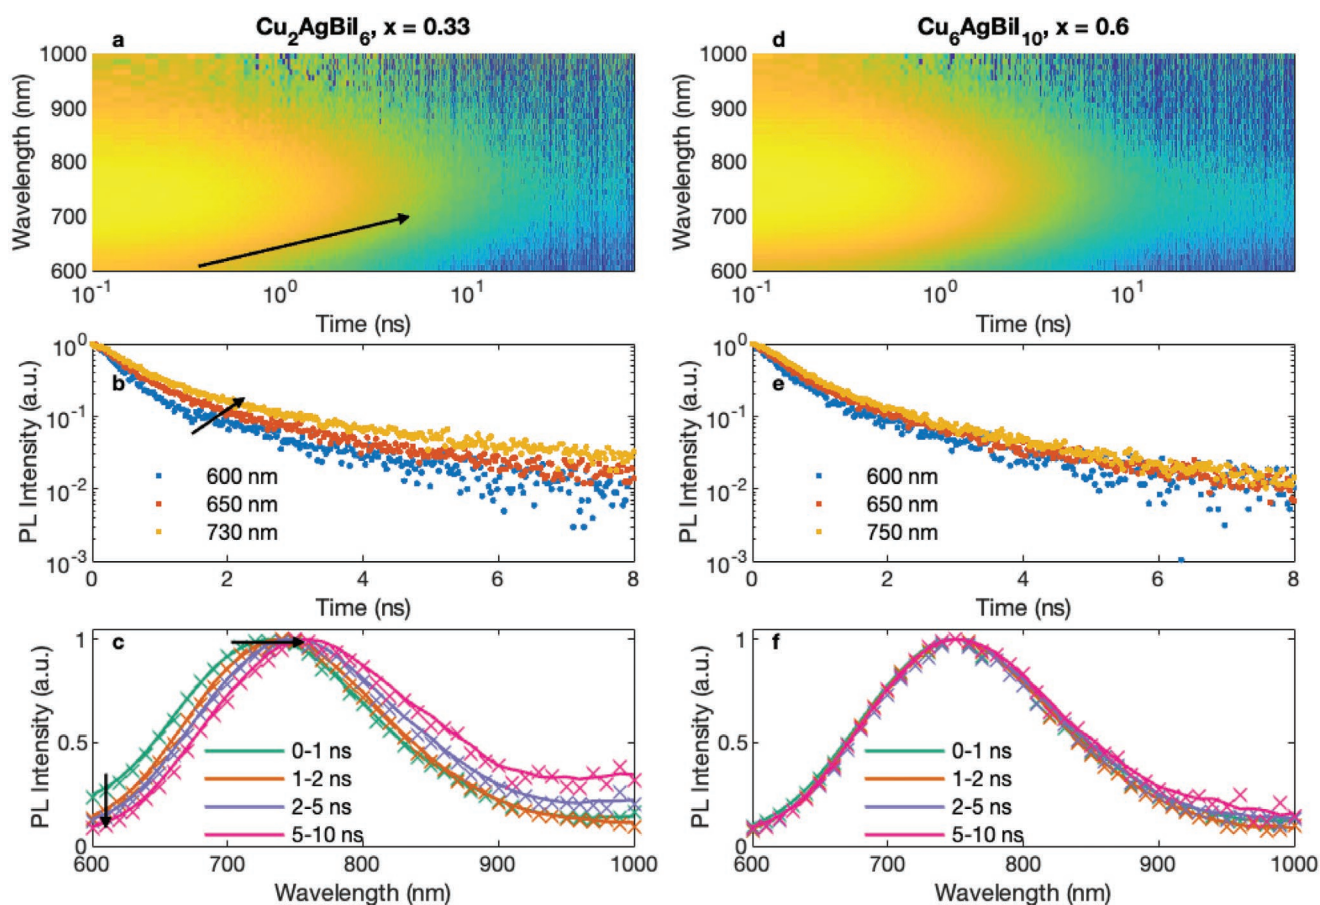 Cu2AgBiI6, x = 0.33
a
1000
900
800
700
600
Wavelength (nm)
10-1
100
101
Time (ns)
b
100
10-1
10-2
10-3
PL Intensity (a.u.)
600 nm
650 nm
730 nm
0
2
4
6
8
Time (ns)
c
1
0.5
0
PL Intensity (a.u.)
0-1 ns
1-2 ns
2-5 ns
5-10 ns
600
700
800
900
1000
Wavelength (nm)
Cu6AgBiI10, x = 0.6
d
1000
900
800
700
600
Wavelength (nm)
10-1
100
101
Time (ns)
e
100
10-1
10-2
10-3
PL Intensity (a.u.)
600 nm
650 nm
750 nm
0
2
4
6
8
Time (ns)
f
1
0.5
0
PL Intensity (a.u.)
0-1 ns
1-2 ns
2-5 ns
5-10 ns
600
700
800
900
1000
Wavelength (nm)